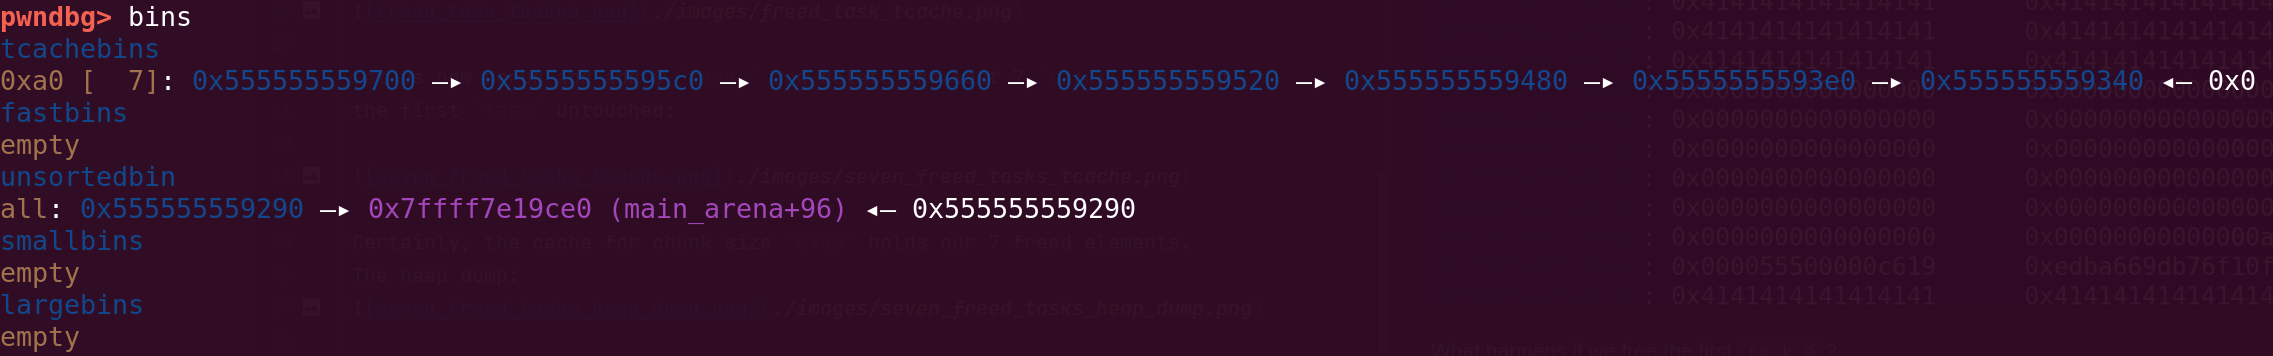 pwndbg> bins
tcachebins
0xa0 [  7]: 0x555555559700 —▸ 0x5555555595c0 —▸ 0x555555559660 —▸ 0x555555559520 —▸ 0x555555559480 —▸ 0x5555555593e0 —▸ 0x555555559340 ◂— 0x0
fastbins
empty
unsortedbin
all: 0x555555559290 —▸ 0x7ffff7e19ce0 (main_arena+96) ◂— 0x555555559290
smallbins
empty
largebins
empty